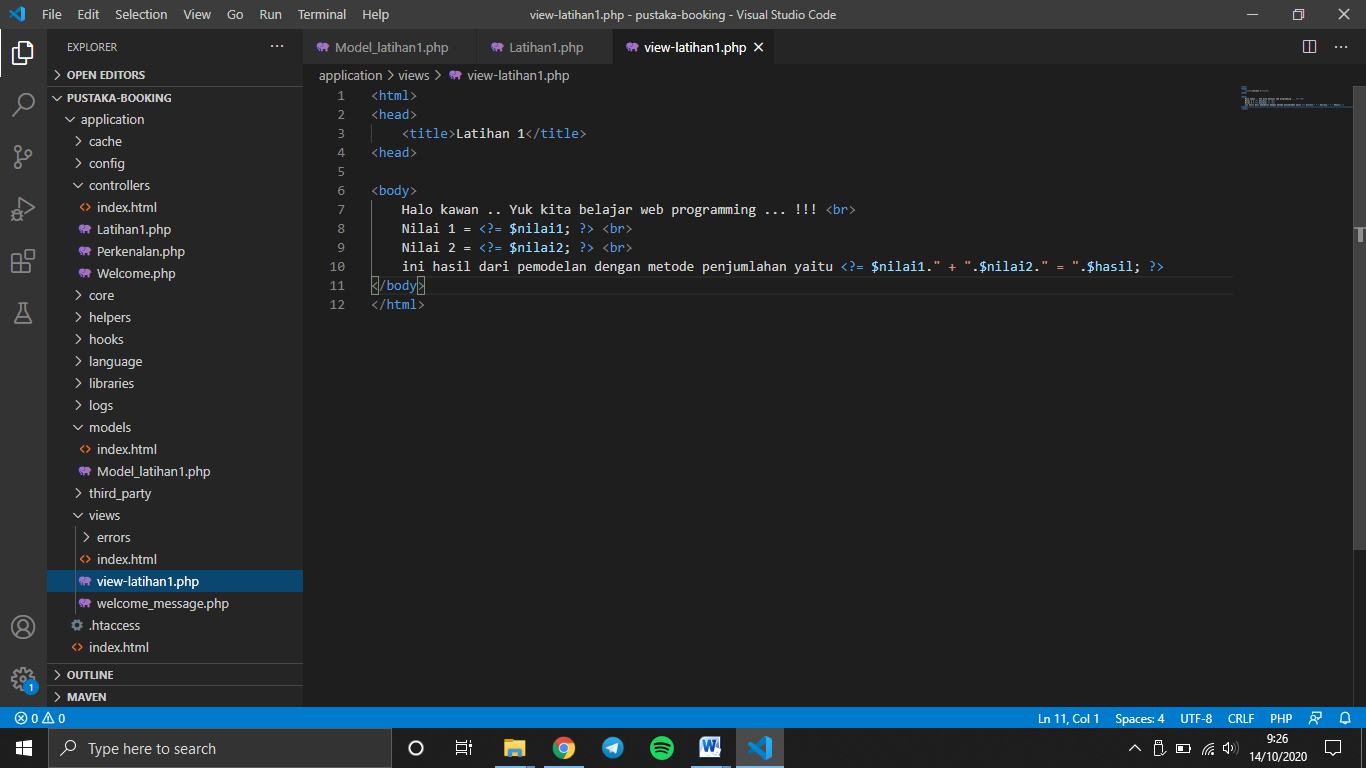 File Edit Selection View Go Run Terminal Help view-latihan1.php - pustaka-booking - Visual Studio Code
EXPLORER
OPEN EDITORS
PUSTAKA-BOOKING
application
cache
config
controllers
index.html
Latihan1.php
Perkenalan.php
Welcome.php
core
helpers
hooks
language
libraries
logs
models
index.html
Model_latihan1.php
third_party
views
errors
index.html
view-latihan1.php
welcome_message.php
.htaccess
index.html
OUTLINE
MAVEN
1
Model_latihan1.php Latihan1.php view-latihan1.php
application > views > view-latihan1.php
1 <html>
2 <head>
3 <title>Latihan 1</title>
4 <head>
5
6 <body>
7 Halo kawan .. Yuk kita belajar web programming ... !!! <br>
8 Nilai 1 = <?= $nilai1; ?> <br>
9 Nilai 2 = <?= $nilai2; ?> <br>
10 ini hasil dari pemodelan dengan metode penjumlahan yaitu <?= $nilai1." + ".$nilai2." = ".$hasil; ?>
11 </body>
12 </html>
0 0 Ln 11, Col 1 Spaces: 4 UTF-8 CRLF PHP
Type here to search
9:26
14/10/2020